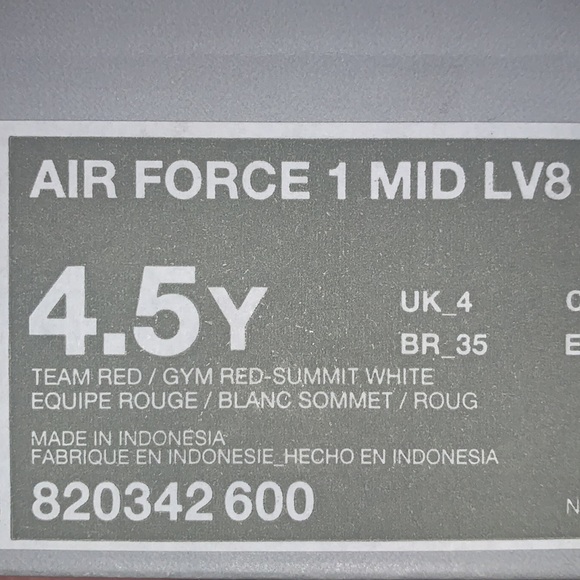 AIR FORCE 1 MID LV8
4.5Y
UK_4 C
BR_35 E
TEAM RED / GYM RED-SUMMIT WHITE
EQUIPE ROUGE / BLANC SOMMET / ROUG
MADE IN INDONESIA
FABRIQUE EN INDONESIE_HECHO EN INDONESIA
820342 600
N